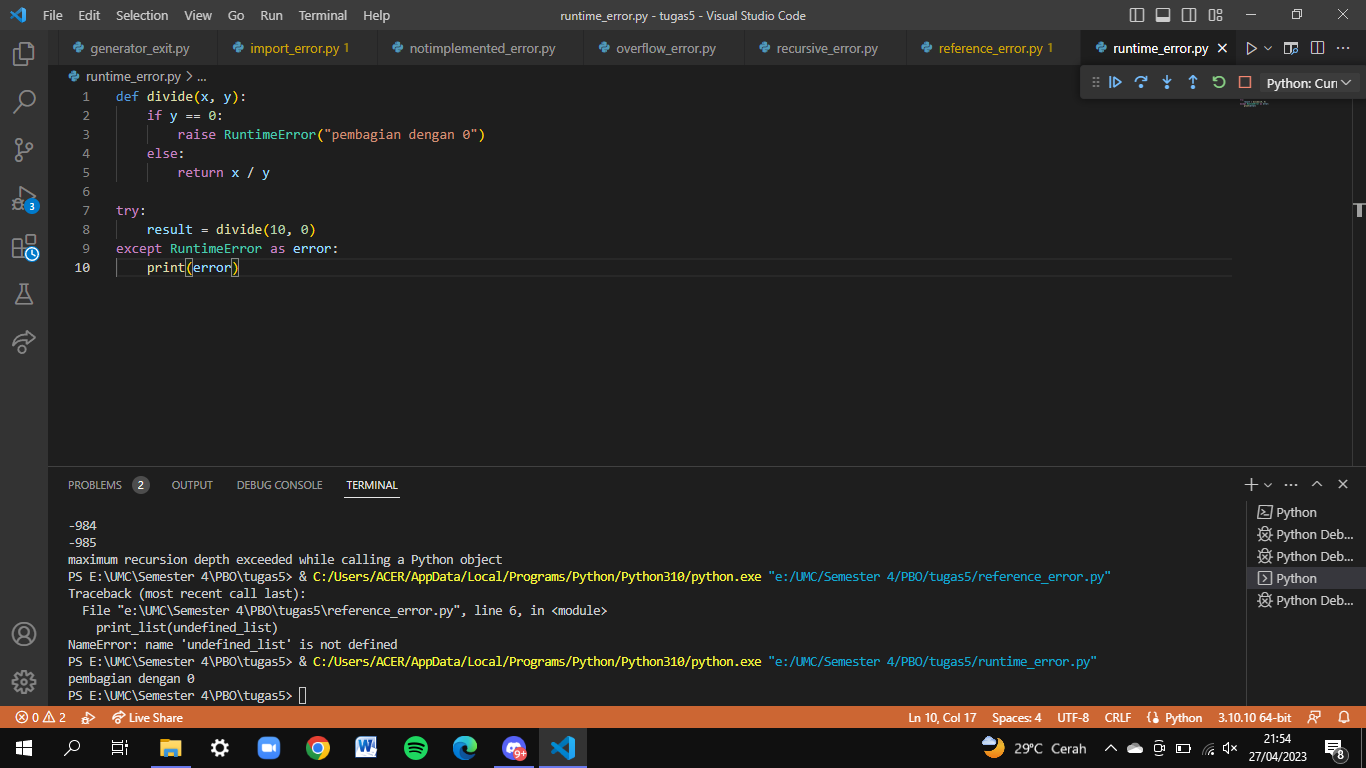 File Edit Selection View Go Run Terminal Help
runtime_error.py - tugas5 - Visual Studio Code
generator_exit.py
import_error.py 1
notimplemented_error.py
overflow_error.py
recursive_error.py
reference_error.py 1
runtime_error.py
runtime_error.py > ...
Python: Cur
1 def divide(x, y):
2     if y == 0:
3         raise RuntimeError("pembagian dengan 0")
4     else:
5         return x / y
6
7 try:
8     result = divide(10, 0)
9 except RuntimeError as error:
10     print(error)
3
PROBLEMS 2 OUTPUT DEBUG CONSOLE TERMINAL
-984
-985
maximum recursion depth exceeded while calling a Python object
PS E:\UMC\Semester 4\PBO\tugas5> & C:/Users/ACER/AppData/Local/Programs/Python/Python310/python.exe "e:/UMC/Semester 4/PBO/tugas5/reference_error.py"
Traceback (most recent call last):
  File "e:\UMC\Semester 4\PBO\tugas5\reference_error.py", line 6, in <module>
    print_list(undefined_list)
NameError: name 'undefined_list' is not defined
PS E:\UMC\Semester 4\PBO\tugas5> & C:/Users/ACER/AppData/Local/Programs/Python/Python310/python.exe "e:/UMC/Semester 4/PBO/tugas5/runtime_error.py"
pembagian dengan 0
PS E:\UMC\Semester 4\PBO\tugas5>
Python
Python Deb...
Python Deb...
Python
Python Deb...
0 2 Live Share
Ln 10, Col 17 Spaces: 4 UTF-8 CRLF Python 3.10.10 64-bit
9+
29°C Cerah
21:54
27/04/2023
8